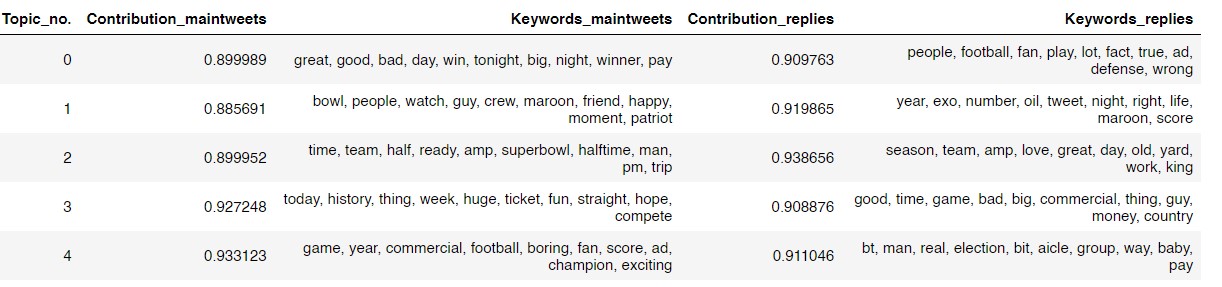 Topic_no. Contribution_maintweets Keywords_maintweets Contribution_replies Keywords_replies
0 0.899989 great, good, bad, day, win, tonight, big, night, winner, pay 0.909763 people, football, fan, play, lot, fact, true, ad,
defense, wrong
1 0.885691 bowl, people, watch, guy, crew, maroon, friend, happy,
moment, patriot 0.919865 year, exo, number, oil, tweet, night, right, life,
maroon, score
2 0.899952 time, team, half, ready, amp, superbowl, halftime, man,
pm, trip 0.938656 season, team, amp, love, great, day, old, yard,
work, king
3 0.927248 today, history, thing, week, huge, ticket, fun, straight, hope,
compete 0.908876 good, time, game, bad, big, commercial, thing, guy,
money, country
4 0.933123 game, year, commercial, football, boring, fan, score, ad,
champion, exciting 0.911046 bt, man, real, election, bit, aicle, group, way, baby,
pay